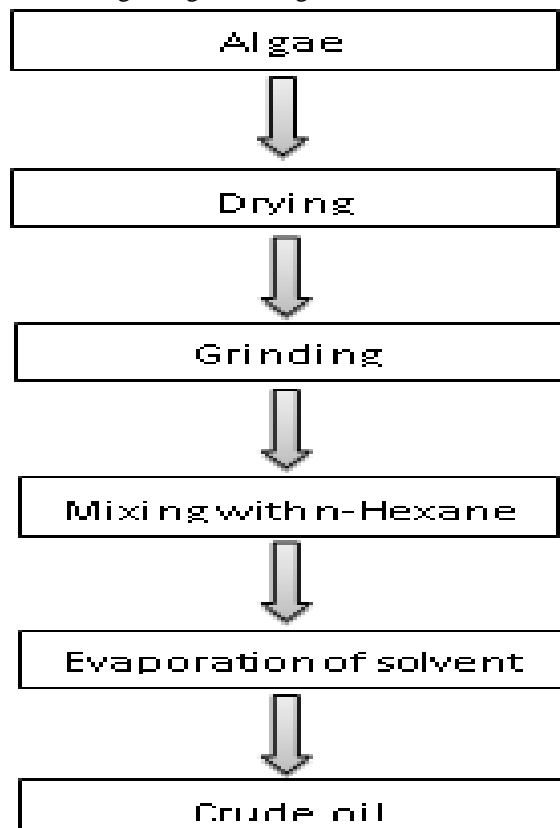 Algae
Drying
Grinding
Mixing with n-Hexane
Evaporation of solvent
Crude oil